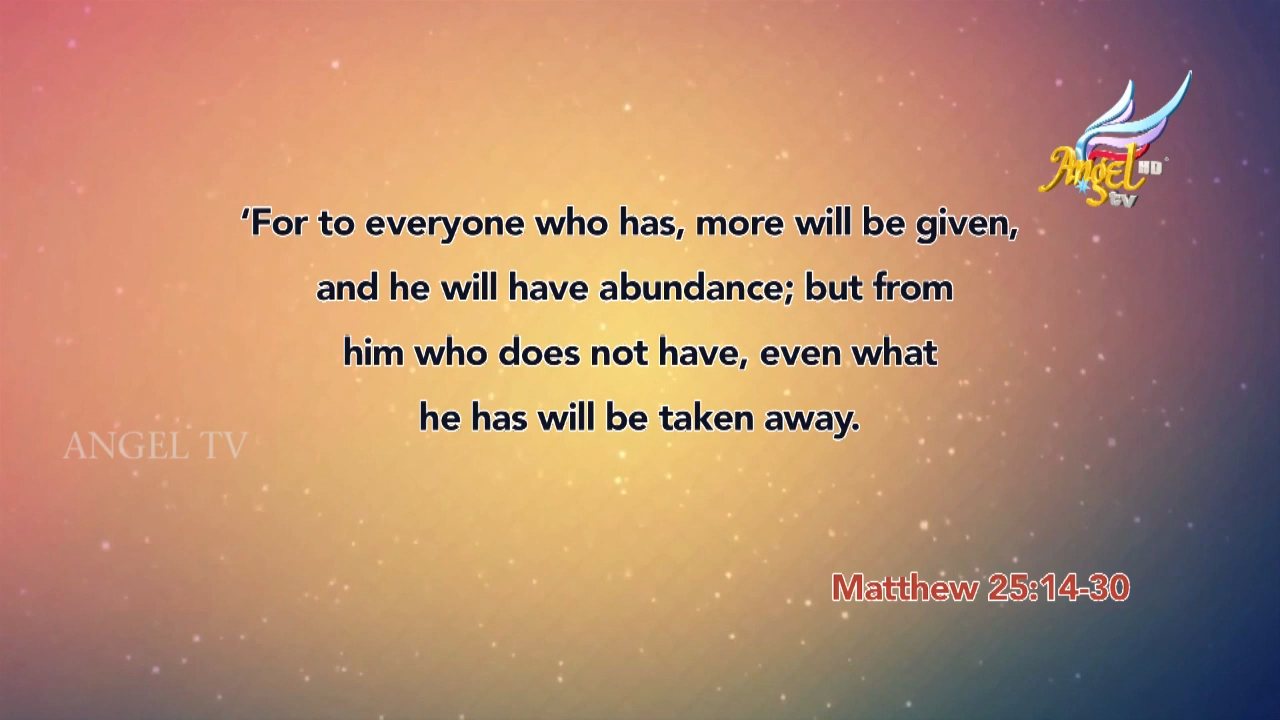 Angel HD
tv
‘For to everyone who has, more will be given,
and he will have abundance; but from
him who does not have, even what
he has will be taken away.
ANGEL TV
Matthew 25:14-30